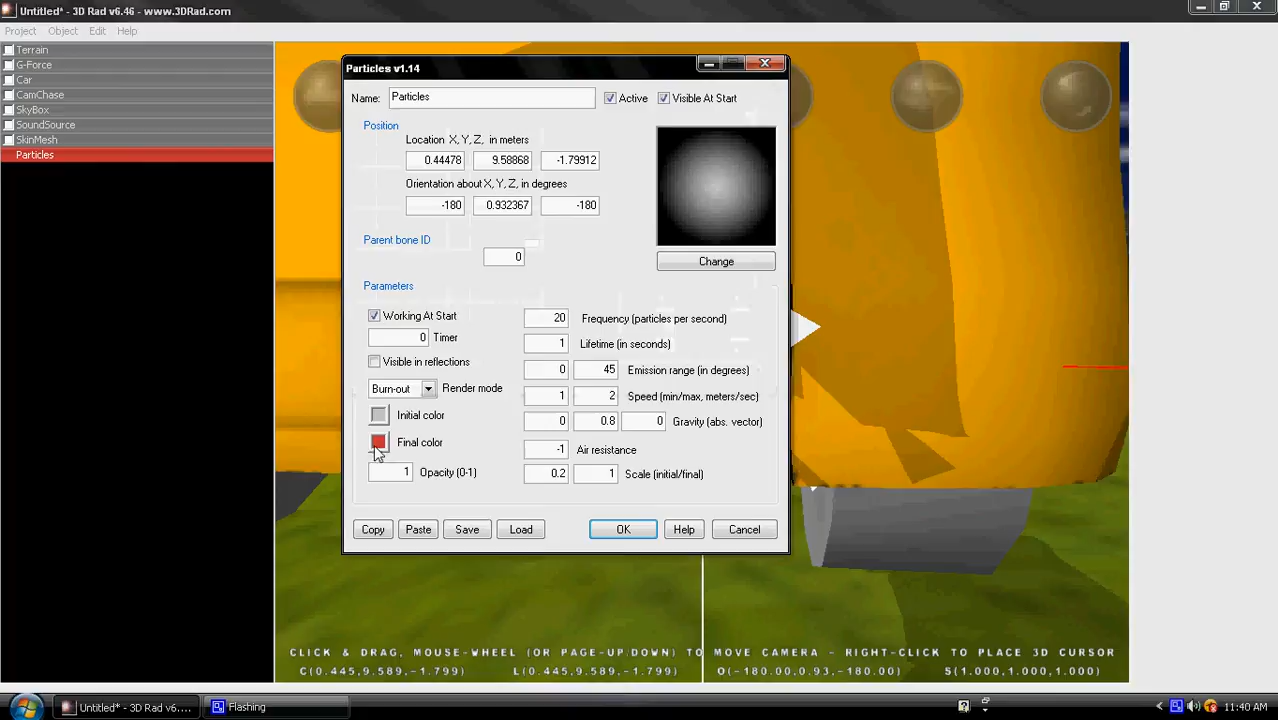 Untitled* - 3D Rad v6.46 - www.3DRad.com
Project Object Edit Help
Terrain
G-Force
Car
CamChase
SkyBox
SoundSource
SkinMesh
Particles
Particles v1.14
Name: Particles Active Visible At Start
Position
Location X, Y, Z, in meters
0.44478 9.58868 -1.79912
Orientation about X, Y, Z, in degrees
-180 0.932367 -180
Parent bone ID
0
Change
Parameters
Working At Start 20 Frequency (particles per second)
0 Timer 1 Lifetime (in seconds)
Visible in reflections 0 45 Emission range (in degrees)
Burn-out Render mode 1 2 Speed (min/max, meters/sec)
Initial color 0 0.8 0 Gravity (abs. vector)
Final color -1 Air resistance
1 Opacity (0-1) 0.2 1 Scale (initial/final)
Copy Paste Save Load OK Help Cancel
CLICK & DRAG, MOUSE-WHEEL (OR PAGE-UP/DOWN) TO MOVE CAMERA - RIGHT-CLICK TO PLACE 3D CURSOR
C(0.445,9.589,-1.799) L(0.445,9.589,-1.799) O(-180.00,0.93,-180.00) S(1.000,1.000,1.000)
Untitled* - 3D Rad v6.... Flashing 11:40 AM